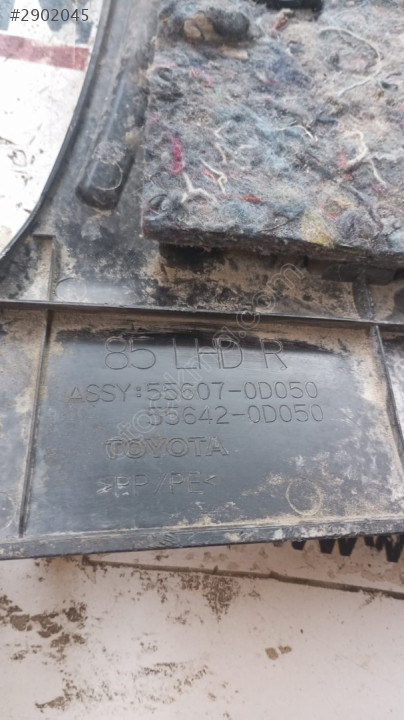 #2902045
85 LHD R
ASSY:55607-0D050
55642-0D050
TOYOTA
>PP/PE<